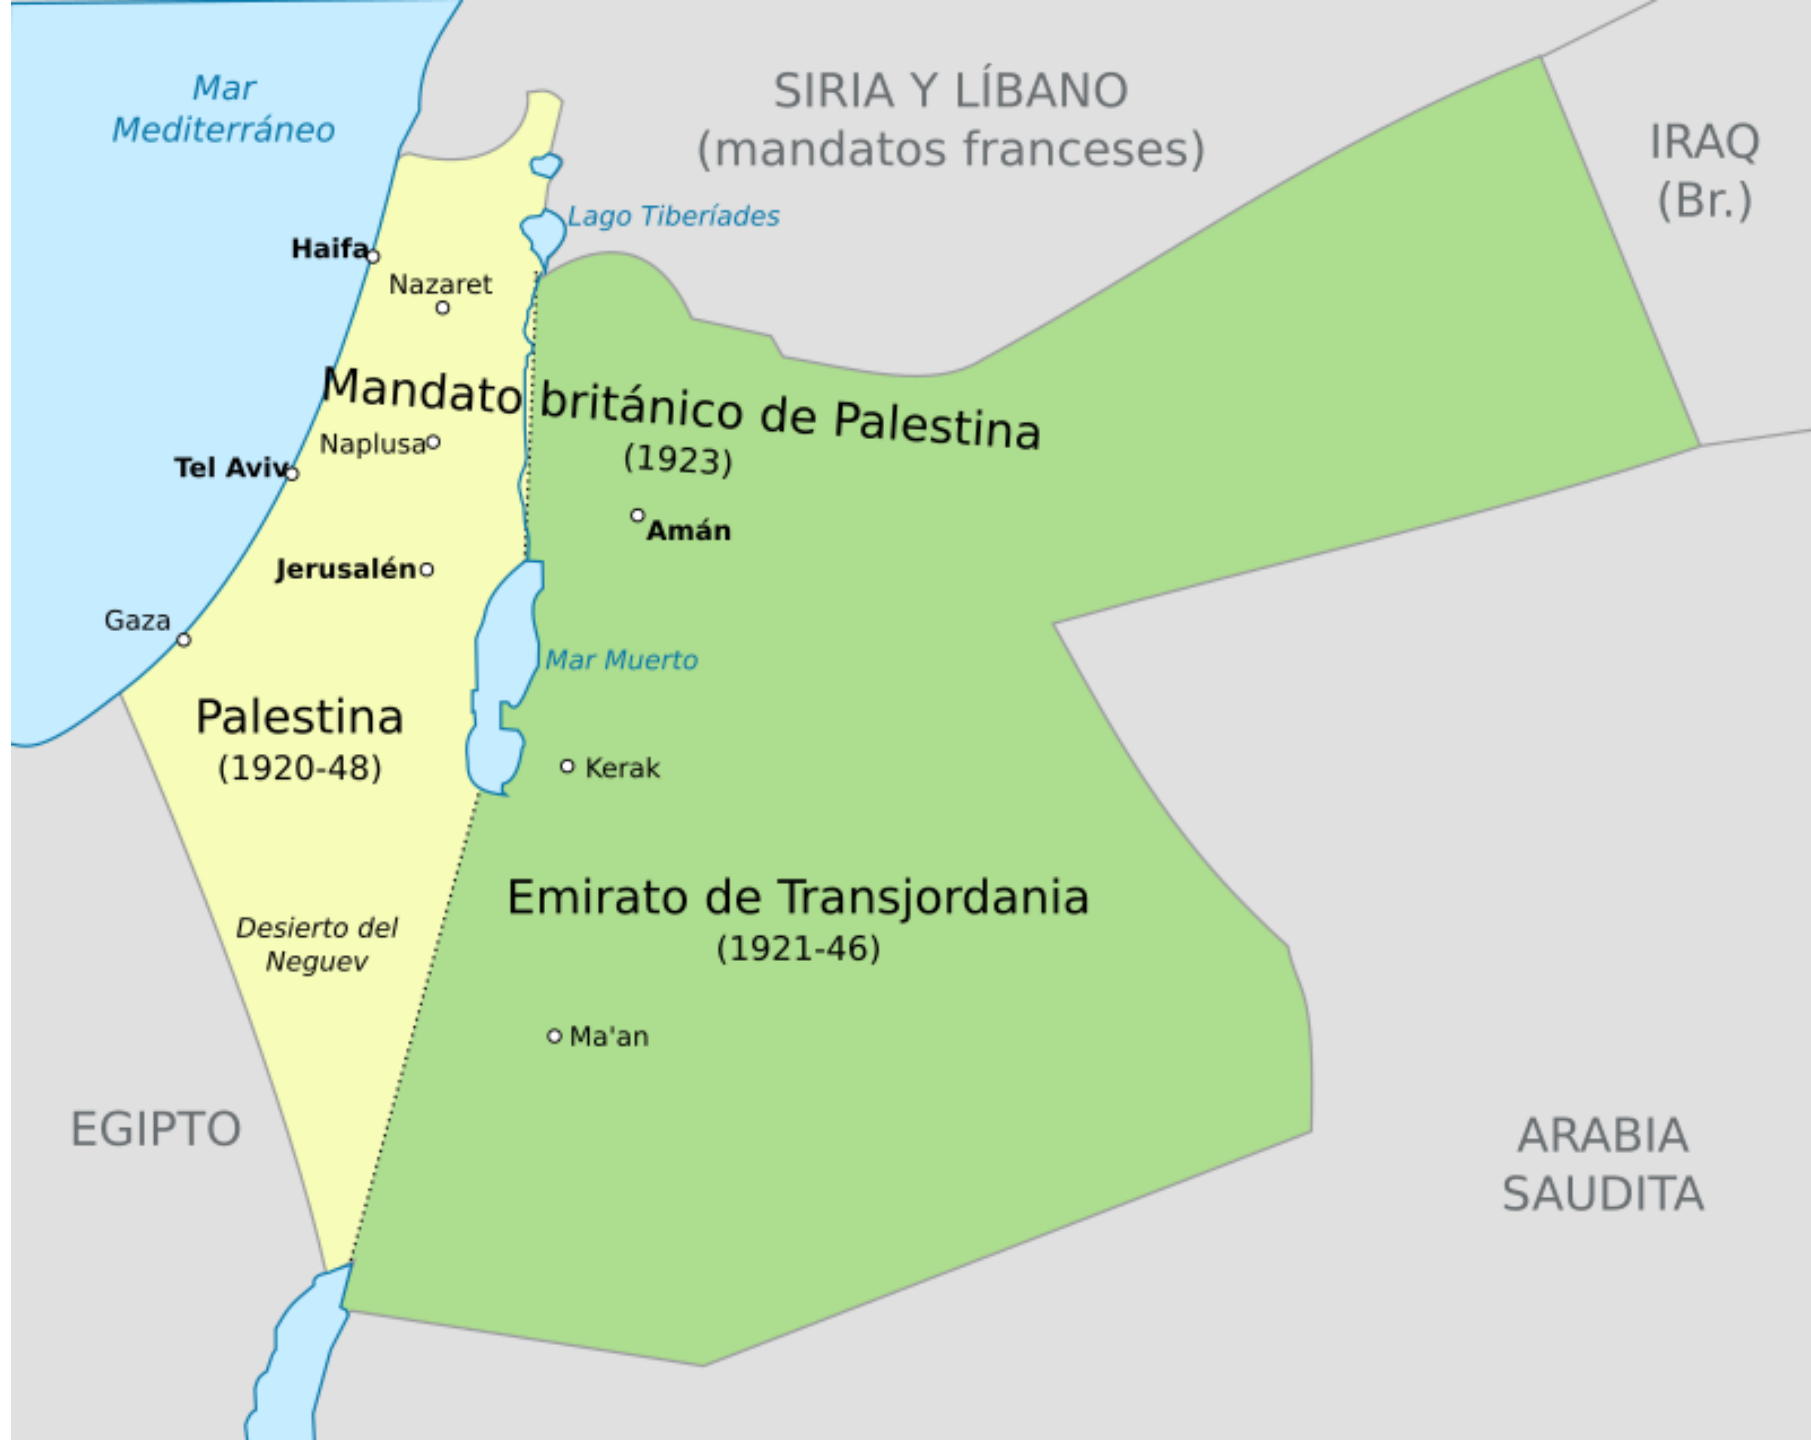 Mar
Mediterráneo
SIRIA Y LÍBANO
(mandatos franceses)
IRAQ
(Br.)
Lago Tiberíades
Haifa
Nazaret
Mandato británico de Palestina
(1923)
Naplusa
Tel Aviv
Amán
Jerusalén
Gaza
Mar Muerto
Palestina
(1920-48)
Kerak
Emirato de Transjordania
(1921-46)
Desierto del
Neguev
Ma'an
EGIPTO
ARABIA
SAUDITA